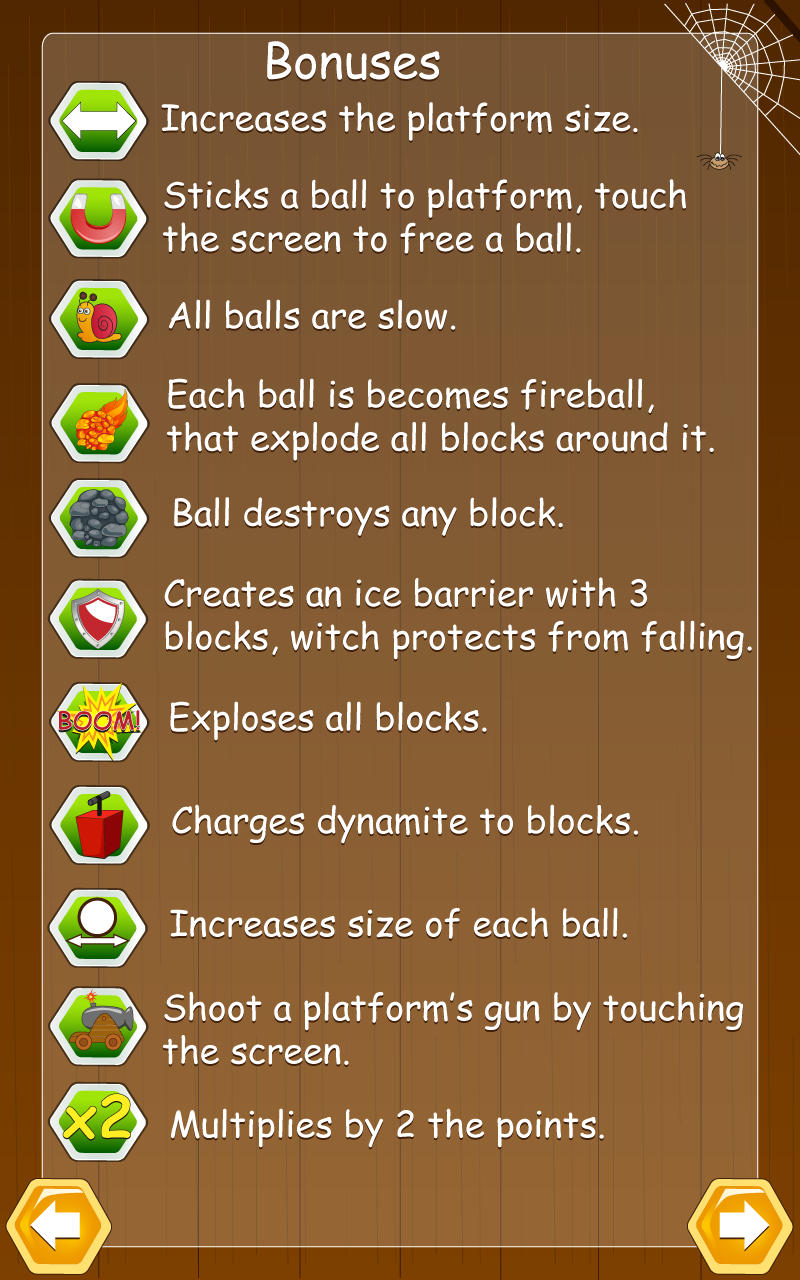 Bonuses
Increases the platform size.
Sticks a ball to platform, touch
the screen to free a ball.
All balls are slow.
Each ball is becomes fireball,
that explode all blocks around it.
Ball destroys any block.
Creates an ice barrier with 3
blocks, witch protects from falling.
BOOM!
Exploses all blocks.
Charges dynamite to blocks.
Increases size of each ball.
Shoot a platform's gun by touching
the screen.
x2
Multiplies by 2 the points.